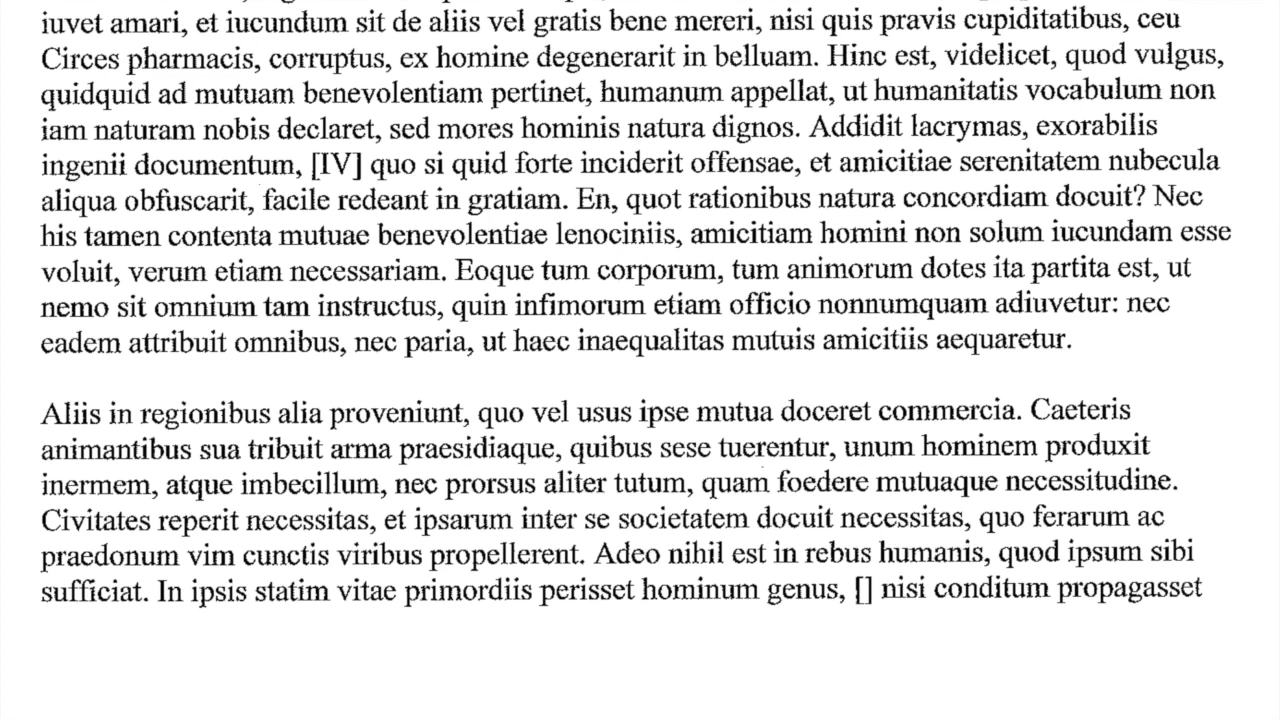 iuvet amari, et iucundum sit de aliis vel gratis bene mereri, nisi quis pravis cupiditatibus, ceu
Circes pharmacis, corruptus, ex homine degenerarit in belluam. Hinc est, videlicet, quod vulgus,
quidquid ad mutuam benevolentiam pertinet, humanum appellat, ut humanitatis vocabulum non
iam naturam nobis declaret, sed mores hominis natura dignos. Addidit lacrymas, exorabilis
ingenii documentum, [IV] quo si quid forte inciderit offensae, et amicitiae serenitatem nubecula
aliqua obfuscarit, facile redeant in gratiam. En, quot rationibus natura concordiam docuit? Nec
his tamen contenta mutuae benevolentiae lenociniis, amicitiam homini non solum iucundam esse
voluit, verum etiam necessariam. Eoque tum corporum, tum animorum dotes ita partita est, ut
nemo sit omnium tam instructus, quin infimorum etiam officio nonnumquam adiuvetur: nec
eadem attribuit omnibus, nec paria, ut haec inaequalitas mutuis amicitiis aequaretur.
Aliis in regionibus alia proveniunt, quo vel usus ipse mutua doceret commercia. Caeteris
animantibus sua tribuit arma praesidiaque, quibus sese tuerentur, unum hominem produxit
inermem, atque imbecillum, nec prorsus aliter tutum, quam foedere mutuaque necessitudine.
Civitates reperit necessitas, et ipsarum inter se societatem docuit necessitas, quo ferarum ac
praedonum vim cunctis viribus propellerent. Adeo nihil est in rebus humanis, quod ipsum sibi
sufficiat. In ipsis statim vitae primordiis perisset hominum genus, [] nisi conditum propagasset